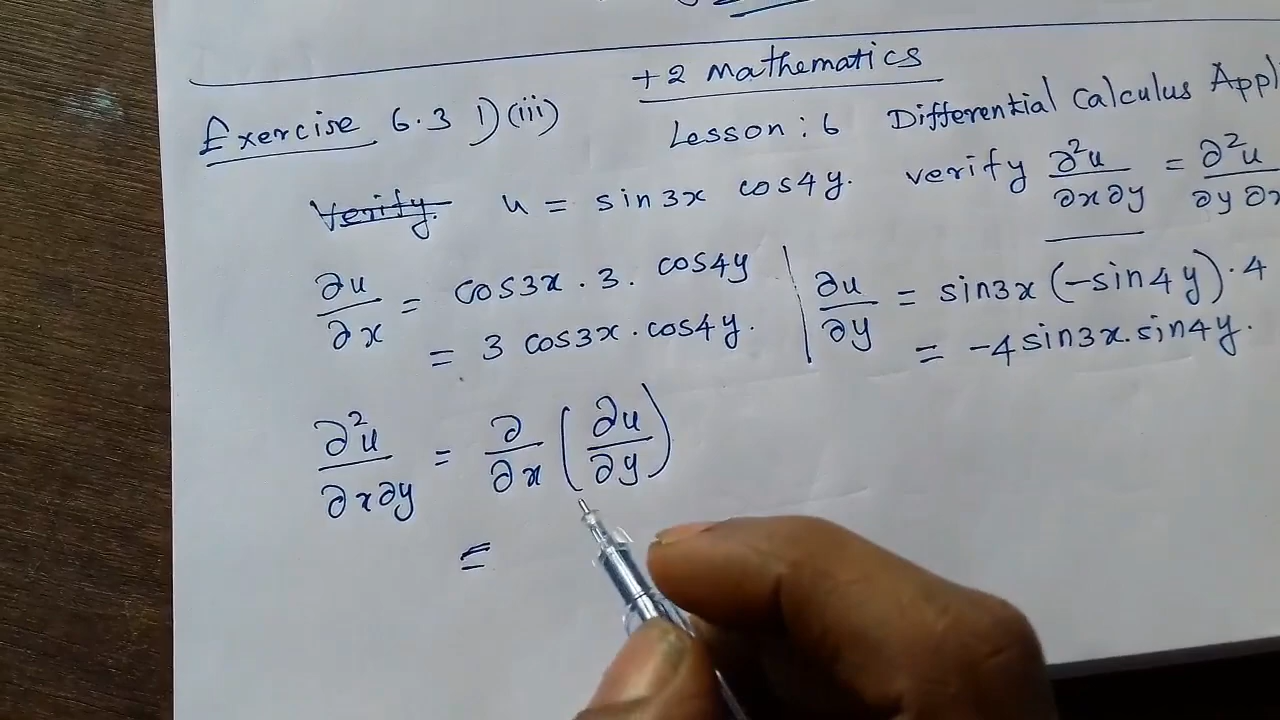 +2 Mathematics
Exercise 6.3 1)(iii)
Lesson : 6 Differential Calculus Appli
Verify. u = sin3x cos4y. verify ∂²u/∂x∂y = ∂²u/∂y∂x
∂u/∂x = cos3x . 3 . cos4y | ∂u/∂y = sin3x (-sin4y) . 4
= 3 cos3x . cos4y. | = -4 sin3x . sin4y.
∂²u/∂x∂y = ∂/∂x (∂u/∂y)
=